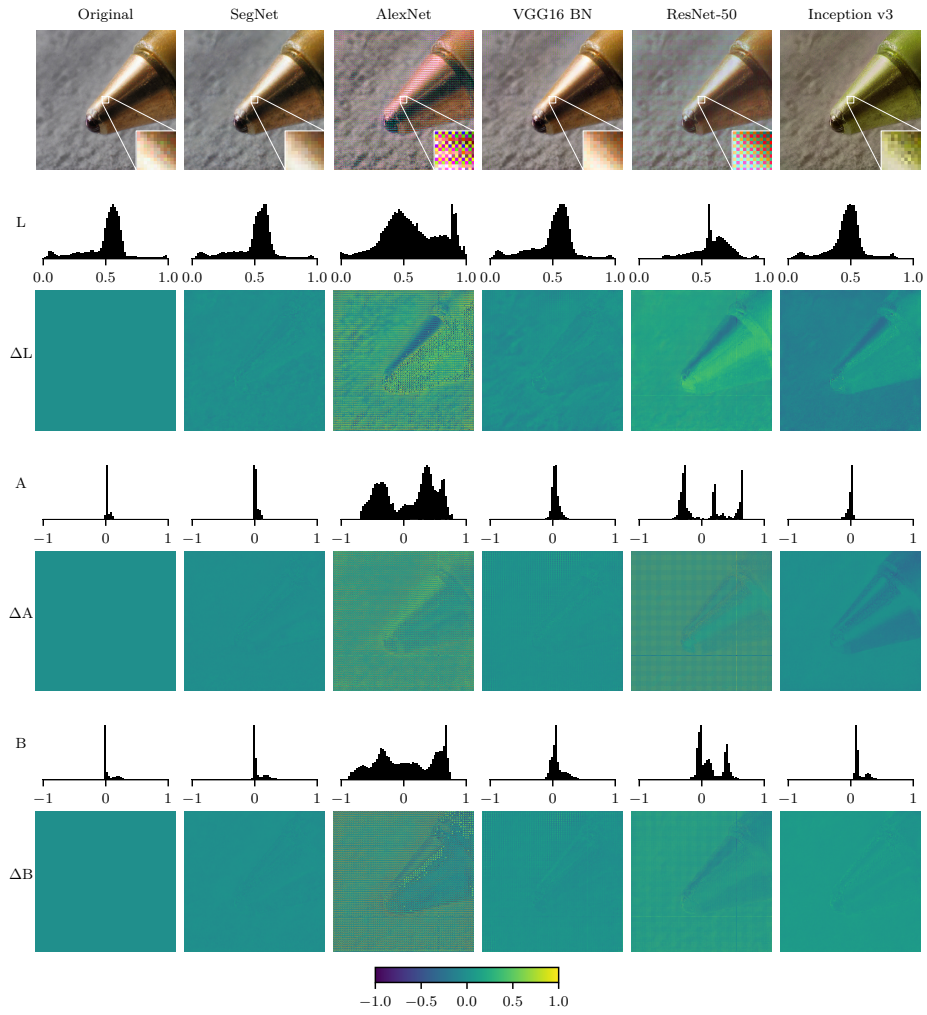 Original SegNet AlexNet VGG16 BN ResNet-50 Inception v3
L
0.0 0.5 1.0 0.0 0.5 1.0 0.0 0.5 1.0 0.0 0.5 1.0 0.0 0.5 1.0 0.0 0.5 1.0
ΔL
A
−1 0 1 −1 0 1 −1 0 1 −1 0 1 −1 0 1 −1 0 1
ΔA
B
−1 0 1 −1 0 1 −1 0 1 −1 0 1 −1 0 1 −1 0 1
ΔB
−1.0 −0.5 0.0 0.5 1.0